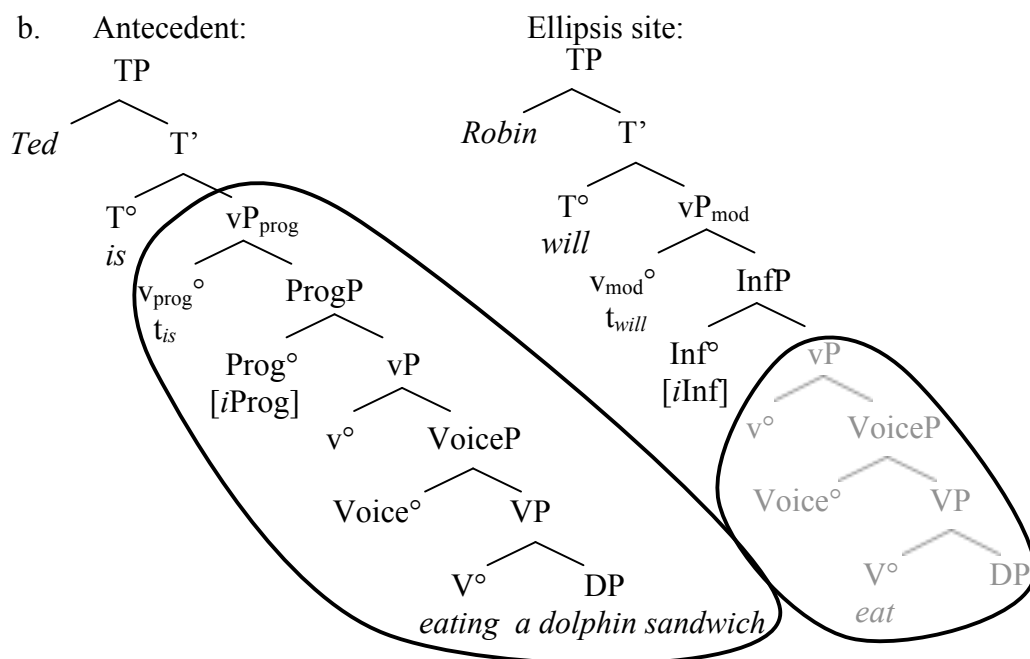 b. Antecedent: Ellipsis site:
TP TP
Ted T’ Robin T’
T° vPprog T° vPmod
is will
vprog° ProgP vmod° InfP
tis twill
Prog° vP Inf° vP
[iProg] [iInf]
v° VoiceP v° VoiceP
Voice° VP Voice° VP
V° DP V° DP
eating a dolphin sandwich eat